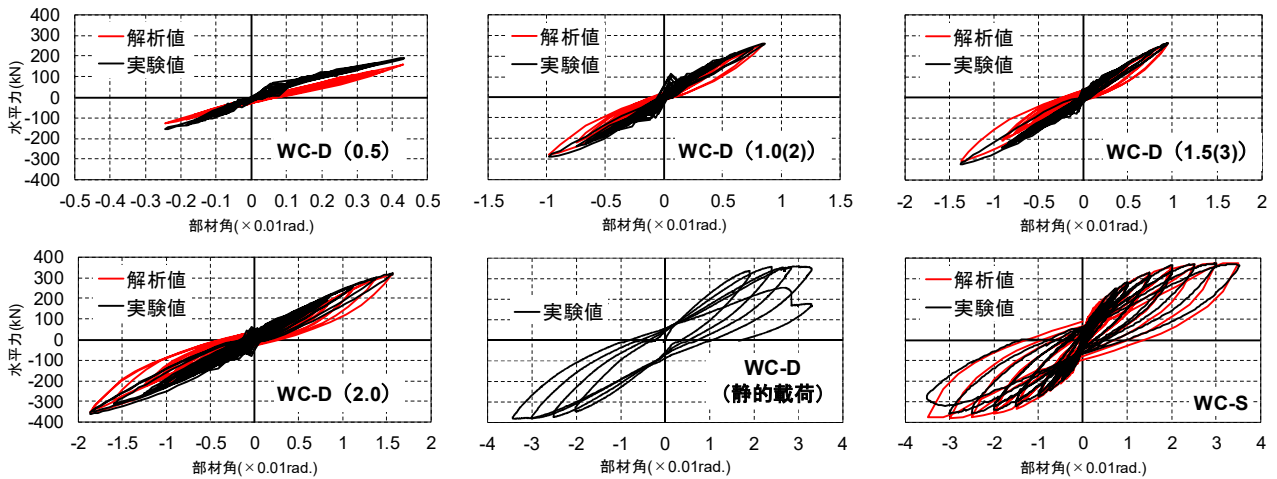 400
300
200
100
0
-100
-200
-300
-400
水平力(kN)
解析値
実験値
WC-D（0.5）
-0.5 -0.4 -0.3 -0.2 -0.1 0 0.1 0.2 0.3 0.4 0.5
部材角(×0.01rad.)
解析値
実験値
WC-D（1.0(2)）
-1.5 -1 -0.5 0 0.5 1 1.5
部材角(×0.01rad.)
解析値
実験値
WC-D（1.5(3)）
-2 -1.5 -1 -0.5 0 0.5 1 1.5 2
部材角(×0.01rad.)
400
300
200
100
0
-100
-200
-300
-400
水平力(kN)
解析値
実験値
WC-D（2.0）
-2 -1.5 -1 -0.5 0 0.5 1 1.5 2
部材角(×0.01rad.)
実験値
WC-D
（静的載荷）
-4 -3 -2 -1 0 1 2 3 4
部材角(×0.01rad.)
解析値
実験値
WC-S
-4 -3 -2 -1 0 1 2 3 4
部材角(×0.01rad.)